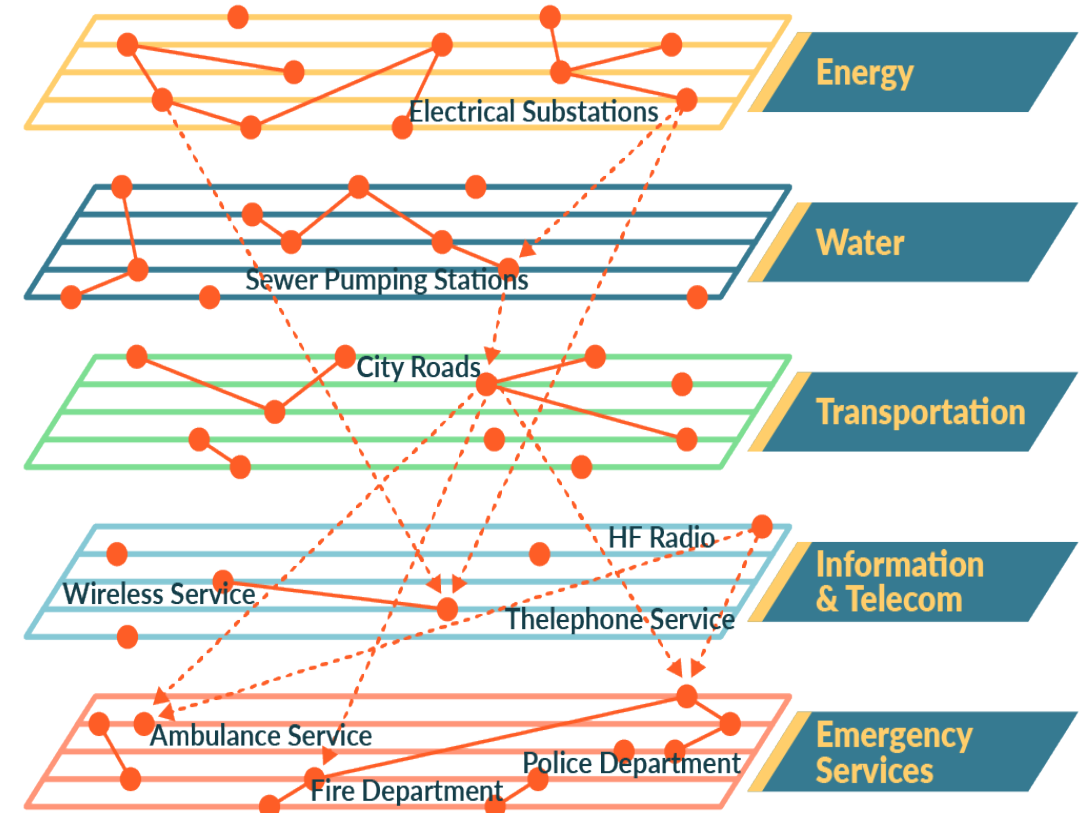 Energy
Electrical Substations
Water
Sewer Pumping Stations
City Roads
Transportation
HF Radio
Information
& Telecom
Wireless Service
Thelephone Service
Emergency
Services
Ambulance Service
Police Department
Fire Department